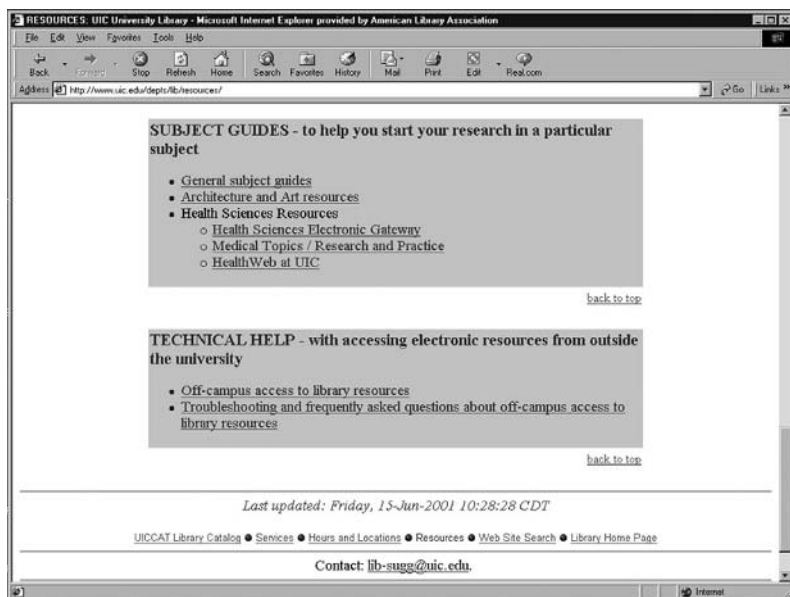 RESOURCES: UIC University Library - Microsoft Internet Explorer provided by American Library Association
File Edit View Favorites Tools Help
Back Forward Stop Refresh Home Search Favorites History Mail Print Edit Real.com
Address http://www.uic.edu/depts/lib/resources/ Go Links »
SUBJECT GUIDES - to help you start your research in a particular
subject
• General subject guides
• Architecture and Art resources
• Health Sciences Resources
○ Health Sciences Electronic Gateway
○ Medical Topics / Research and Practice
○ HealthWeb at UIC
back to top
TECHNICAL HELP - with accessing electronic resources from outside
the university
• Off-campus access to library resources
• Troubleshooting and frequently asked questions about off-campus access to
library resources
back to top
Last updated: Friday, 15-Jun-2001 10:28:28 CDT
UICCAT Library Catalog ● Services ● Hours and Locations ● Resources ● Web Site Search ● Library Home Page
Contact: lib-sugg@uic.edu.
Internet